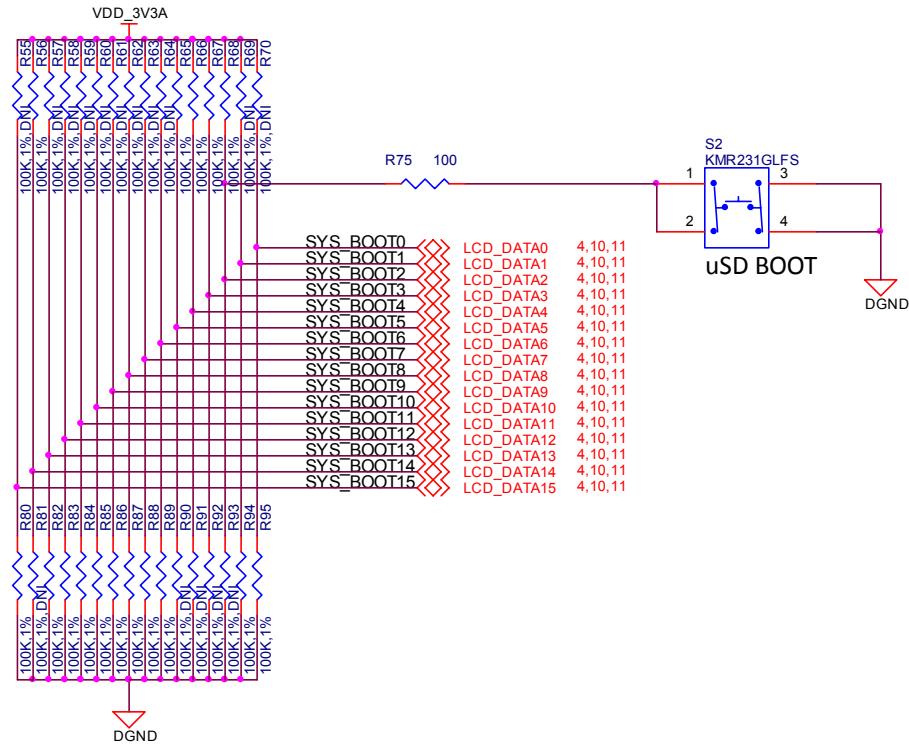 VDD_3V3A
R55
R56
R57
R58
R59
R60
R61
R62
R63
R64
R65
R66
R67
R68
R69
R70
100K,1%,DNI
100K,1%
100K,1%,DNI
100K,1%,DNI
100K,1%,DNI
100K,1%,DNI
100K,1%,DNI
100K,1%,DNI
100K,1%,DNI
100K,1%,DNI
100K,1%
100K,1%
100K,1%
100K,1%
100K,1%,DNI
100K,1%,DNI
R75 100
S2
KMR231GLFS
1 3
2 4
uSD BOOT
DGND
SYS_BOOT0 LCD_DATA0 4,10,11
SYS_BOOT1 LCD_DATA1 4,10,11
SYS_BOOT2 LCD_DATA2 4,10,11
SYS_BOOT3 LCD_DATA3 4,10,11
SYS_BOOT4 LCD_DATA4 4,10,11
SYS_BOOT5 LCD_DATA5 4,10,11
SYS_BOOT6 LCD_DATA6 4,10,11
SYS_BOOT7 LCD_DATA7 4,10,11
SYS_BOOT8 LCD_DATA8 4,10,11
SYS_BOOT9 LCD_DATA9 4,10,11
SYS_BOOT10 LCD_DATA10 4,10,11
SYS_BOOT11 LCD_DATA11 4,10,11
SYS_BOOT12 LCD_DATA12 4,10,11
SYS_BOOT13 LCD_DATA13 4,10,11
SYS_BOOT14 LCD_DATA14 4,10,11
SYS_BOOT15 LCD_DATA15 4,10,11
R80
R81
R82
R83
R84
R85
R86
R87
R88
R89
R90
R91
R92
R93
R94
R95
100K,1%
100K,1%,DNI
100K,1%
100K,1%
100K,1%
100K,1%
100K,1%
100K,1%
100K,1%
100K,1%
100K,1%,DNI
100K,1%,DNI
100K,1%,DNI
100K,1%,DNI
100K,1%
100K,1%
DGND